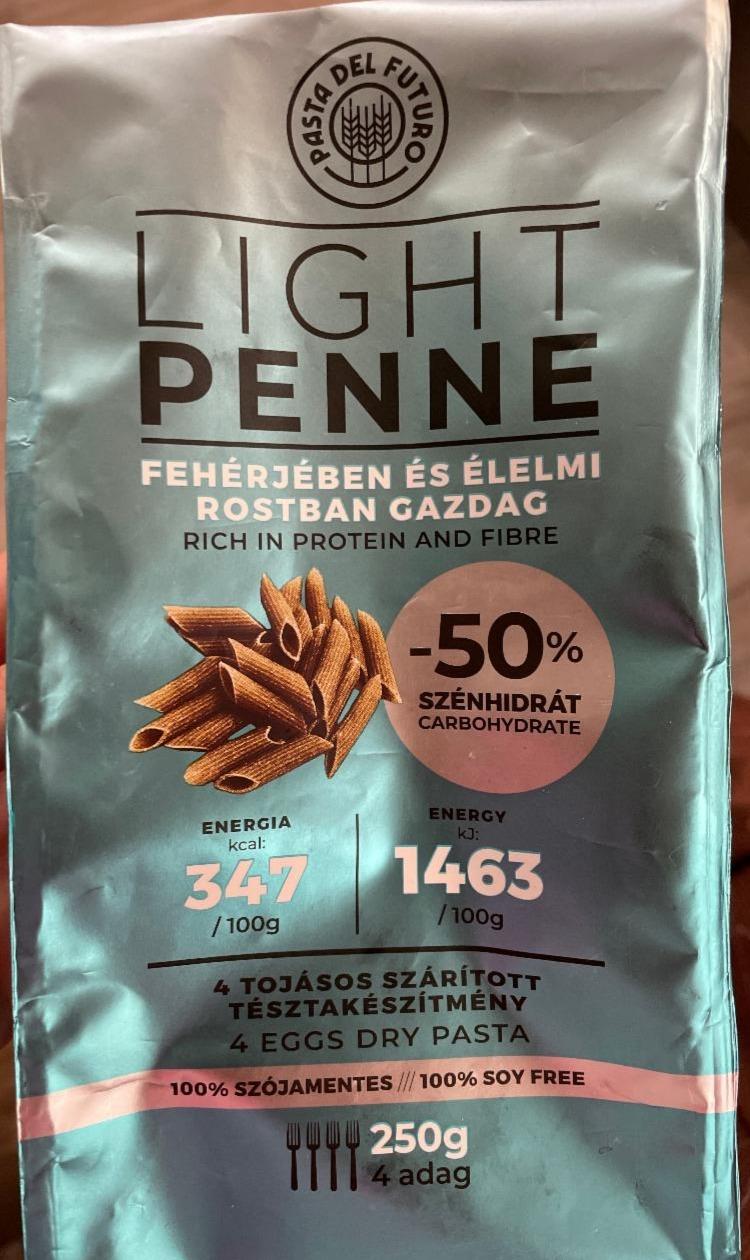 PASTA DEL FUTURO
LIGHT
PENNE
FEHÉRJÉBEN ÉS ÉLELMI
ROSTBAN GAZDAG
RICH IN PROTEIN AND FIBRE
-50%
SZÉNHIDRÁT
CARBOHYDRATE
ENERGIA
kcal:
347
/100g
ENERGY
kJ:
1463
/100g
4 TOJÁSOS SZÁRÍTOTT
TÉSZTAKÉSZÍTMÉNY
4 EGGS DRY PASTA
100% SZÓJAMENTES /// 100% SOY FREE
250g
4 adag